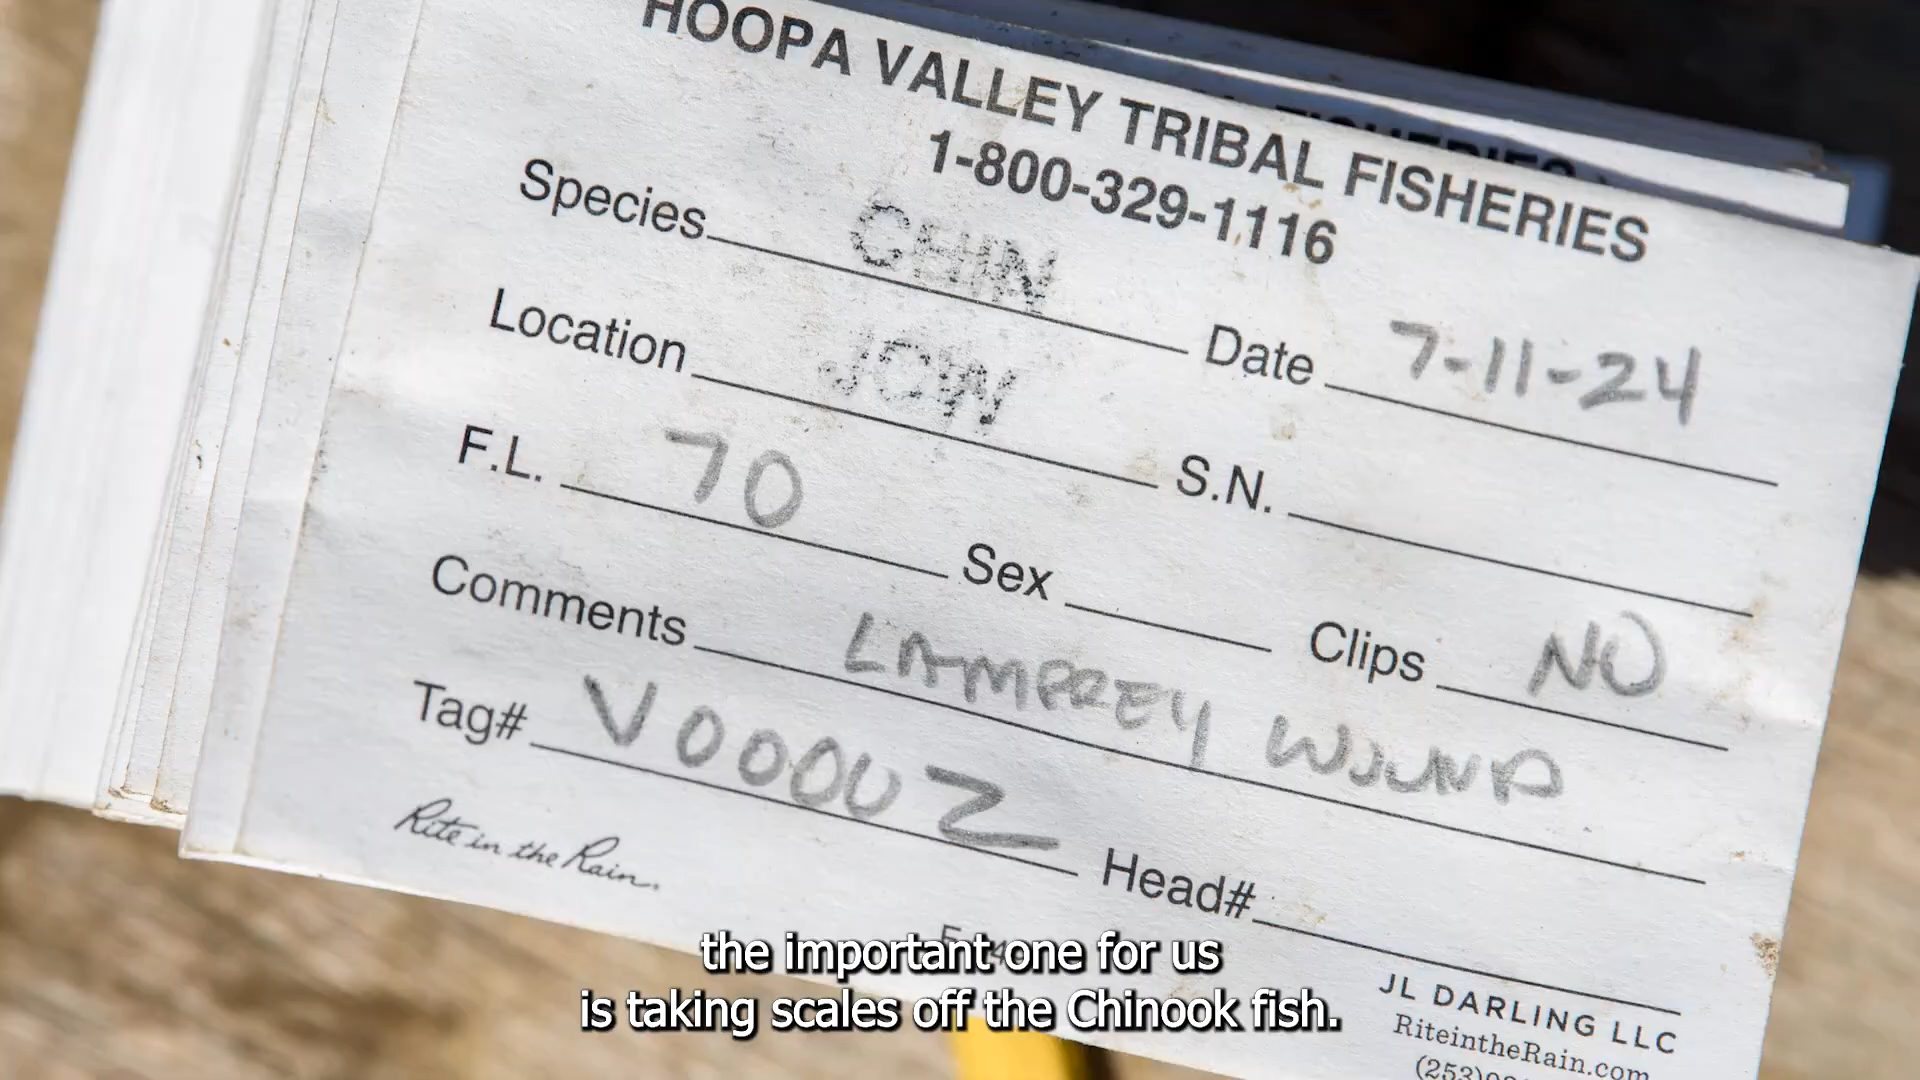 HOOPA VALLEY TRIBAL FISHERIES
1-800-329-1116
Species CHIN Date 7-11-24
Location JCW S.N.
F.L. 70 Sex Clips NO
Comments LAMPREY WOUND
Tag# V0000Z Head#
Rite in the Rain.
JL DARLING LLC
RiteintheRain.com
the important one for us
is taking scales off the Chinook fish.